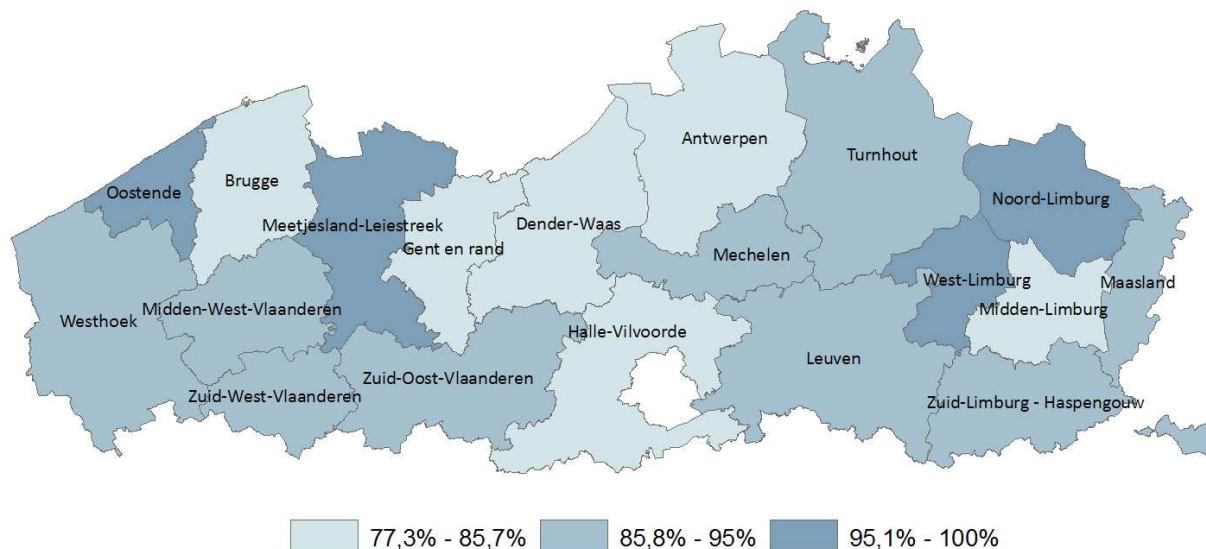 Antwerpen
Turnhout
Brugge
Oostende
Noord-Limburg
Meetjesland-Leiestreek
Gent en rand
Dender-Waas
Mechelen
West-Limburg
Maasland
Midden-West-Vlaanderen
Midden-Limburg
Westhoek
Halle-Vilvoorde
Leuven
Zuid-Oost-Vlaanderen
Zuid-West-Vlaanderen
Zuid-Limburg - Haspengouw
77,3% - 85,7% 85,8% - 95% 95,1% - 100%